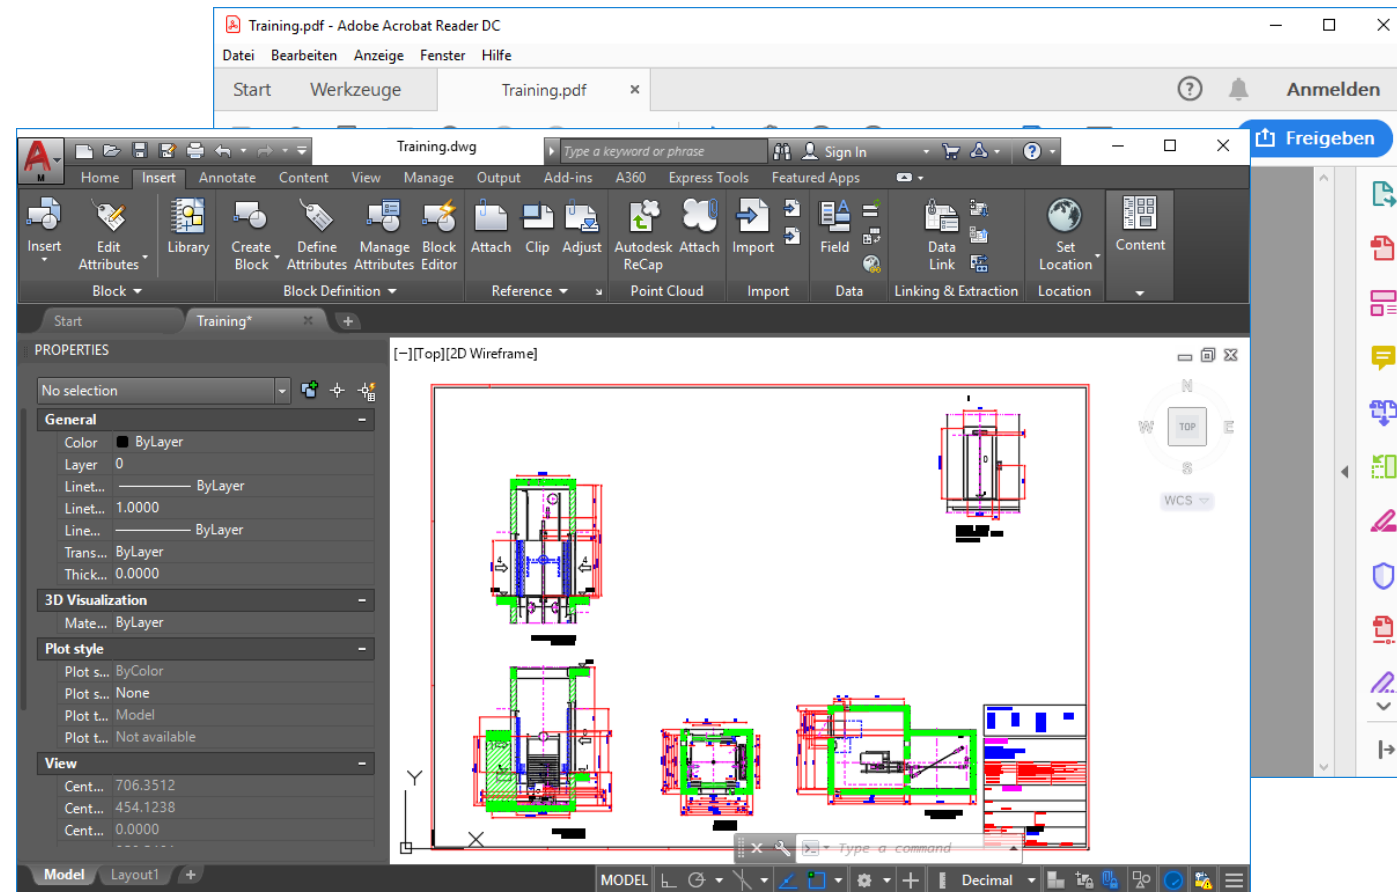 Training.pdf - Adobe Acrobat Reader DC
Datei Bearbeiten Anzeige Fenster Hilfe
Start Werkzeuge Training.pdf × Anmelden
Freigeben
Training.dwg Type a keyword or phrase Sign In
M
Home Insert Annotate Content View Manage Output Add-ins A360 Express Tools Featured Apps
Insert Edit Attributes Library Create Block Define Attributes Manage Attributes Block Editor Attach Clip Adjust Autodesk ReCap Attach Import Field Data Link Set Location Content
Block Block Definition Reference Point Cloud Import Data Linking & Extraction Location
Start Training* +
PROPERTIES
[−][Top][2D Wireframe]
No selection
N
W TOP E
S
WCS
General
Color ByLayer
Layer 0
Linet... ByLayer
Linet... 1.0000
Line... ByLayer
Trans... ByLayer
Thick... 0.0000
3D Visualization
Mate... ByLayer
Plot style
Plot s... ByColor
Plot s... None
Plot t... Model
Plot t... Not available
View
Cent... 706.3512
Cent... 454.1238
Cent... 0.0000
4 4
Y
X
Type a command
Model Layout1 +
MODEL Decimal